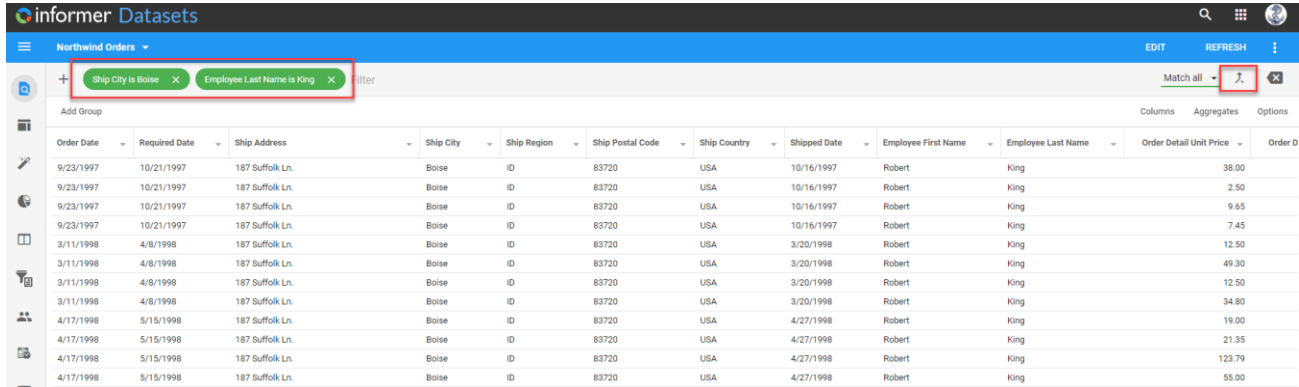 informer Datasets
Northwind Orders EDIT REFRESH
+ Ship City is Boise X Employee Last Name is King X Filter Match all
Add Group Columns Aggregates Options
Order Date Required Date Ship Address Ship City Ship Region Ship Postal Code Ship Country Shipped Date Employee First Name Employee Last Name Order Detail Unit Price Order D
9/23/1997 10/21/1997 187 Suffolk Ln. Boise ID 83720 USA 10/16/1997 Robert King 38.00
9/23/1997 10/21/1997 187 Suffolk Ln. Boise ID 83720 USA 10/16/1997 Robert King 2.50
9/23/1997 10/21/1997 187 Suffolk Ln. Boise ID 83720 USA 10/16/1997 Robert King 9.65
9/23/1997 10/21/1997 187 Suffolk Ln. Boise ID 83720 USA 10/16/1997 Robert King 7.45
3/11/1998 4/8/1998 187 Suffolk Ln. Boise ID 83720 USA 3/20/1998 Robert King 12.50
3/11/1998 4/8/1998 187 Suffolk Ln. Boise ID 83720 USA 3/20/1998 Robert King 49.30
3/11/1998 4/8/1998 187 Suffolk Ln. Boise ID 83720 USA 3/20/1998 Robert King 12.50
3/11/1998 4/8/1998 187 Suffolk Ln. Boise ID 83720 USA 3/20/1998 Robert King 34.80
4/17/1998 5/15/1998 187 Suffolk Ln. Boise ID 83720 USA 4/27/1998 Robert King 19.00
4/17/1998 5/15/1998 187 Suffolk Ln. Boise ID 83720 USA 4/27/1998 Robert King 21.35
4/17/1998 5/15/1998 187 Suffolk Ln. Boise ID 83720 USA 4/27/1998 Robert King 123.79
4/17/1998 5/15/1998 187 Suffolk Ln. Boise ID 83720 USA 4/27/1998 Robert King 55.00